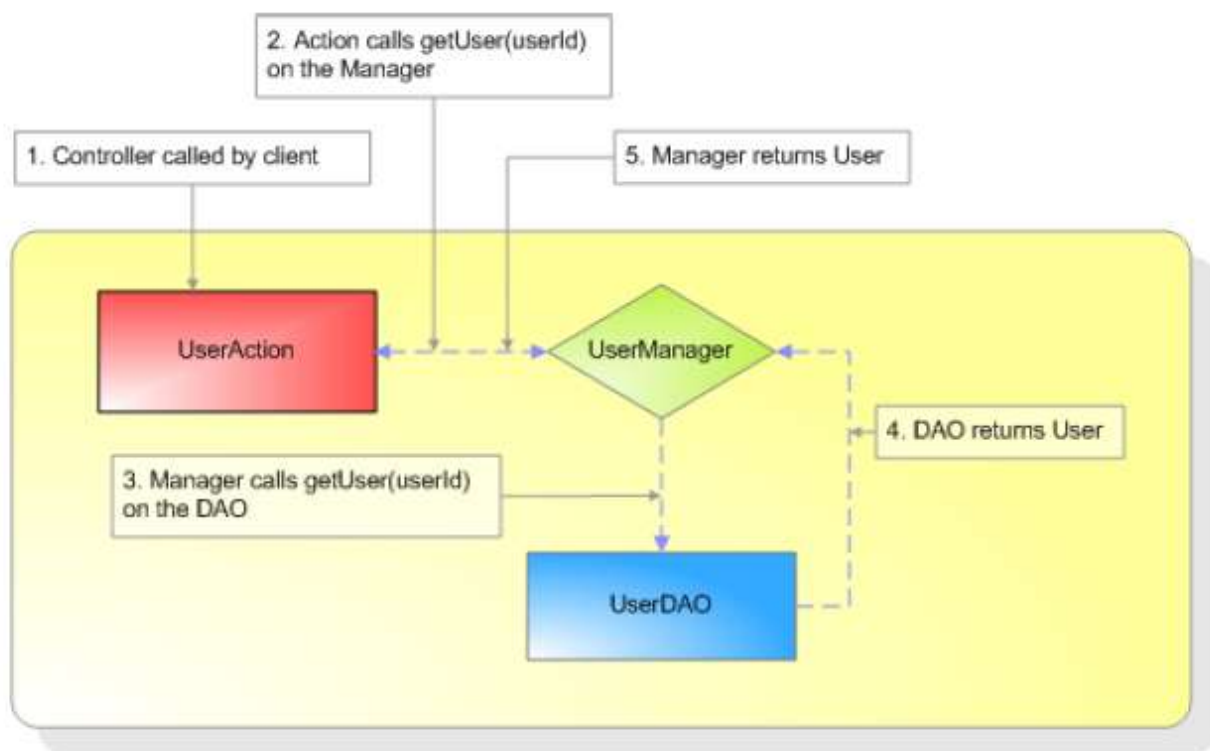 2. Action calls getUser(userId)
on the Manager
1. Controller called by client
5. Manager returns User
UserAction
UserManager
4. DAO returns User
3. Manager calls getUser(userId)
on the DAO
UserDAO